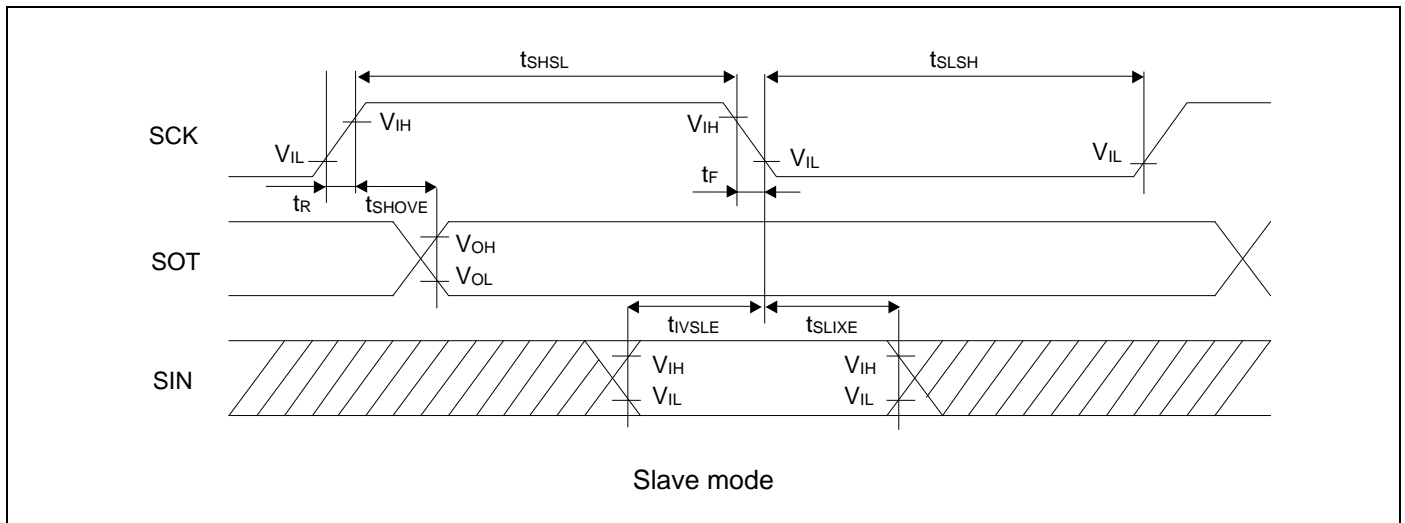 tSHSL
tSLSH
SCK
VIH
VIH
VIL
VIL
VIL
tF
tR
tSHOVE
SOT
VOH
VOL
tIVSLE
tSLIXE
SIN
VIH
VIH
VIL
VIL
Slave mode